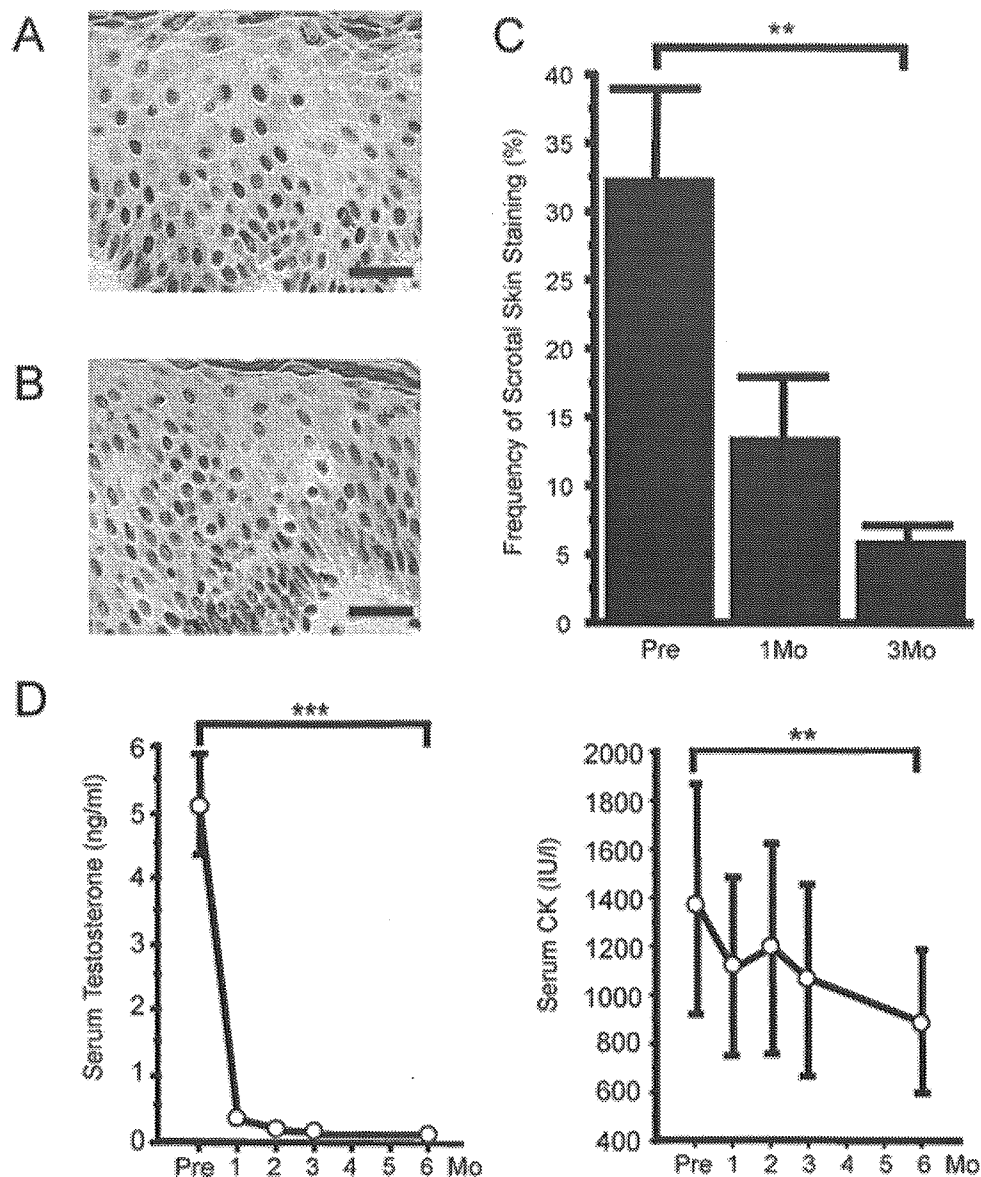 A
B
C
**
Frequency of Scrotal Skin Staining (%)
40
35
30
25
20
15
10
5
0
Pre 1Mo 3Mo
D
***
Serum Testosterone (ng/ml)
6
5
4
3
2
1
0
Pre 1 2 3 4 5 6 Mo
**
Serum CK (IU/l)
2000
1800
1600
1400
1200
1000
800
600
400
Pre 1 2 3 4 5 6 Mo